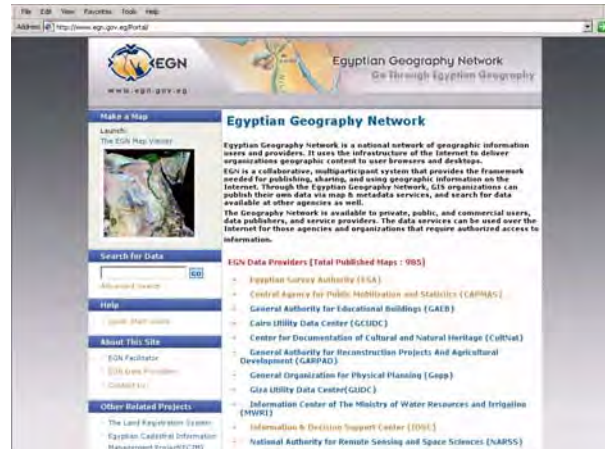 File Edit View Favorites Tools Help
Address http://www.egn.gov.eg/Portal/
EGN
www.egn.gov.eg
Egyptian Geography Network
Go Through Egyptian Geography
Make a Map
Launch:
The EGN Map Viewer
Search for Data
GO
Advanced Search
Help
Quick Start Guide
About This Site
EGN Facilitator
EGN Data Providers
Contact Us
Other Related Projects
The Land Registration System
Egyptian Cadastral Information
Management Project(ECIM)
Egyptian Geography Network
Egyptian Geography Network is a national network of geographic information
users and providers. It uses the infrastructure of the Internet to deliver
organizations geographic content to user browsers and desktops.
EGN is a collaborative, multiparticipant system that provides the framework
needed for publishing, sharing, and using geographic information on the
Internet. Through the Egyptian Geography Network, GIS organizations can
publish their own data via map & metadata services, and search for data
available at other agencies as well.
The Geography Network is available to private, public, and commercial users,
data publishers, and service providers. The data services can be used over the
Internet for those agencies and organizations that require authorized access to
information.
EGN Data Providers [Total Published Maps : 985]
Egyptian Survey Authority (ESA)
Central Agency for Public Mobilization and Statistics (CAPMAS)
General Authority for Educational Buildings (GAEB)
Cairo Utility Data Center (GCUDC)
Center for Documentation of Cultural and Natural Heritage (CultNat)
General Authority for Reconstruction Projects And Agricultural
Development (GARPAD)
General Organization for Physical Planning (Gopp)
Giza Utility Data Center(GUDC)
Information Center of The Ministry of Water Resources and Irrigation
(MWRI)
Information & Decision Support Center (IDSC)
National Authority for Remote Sensing and Space Sciences (NARSS)